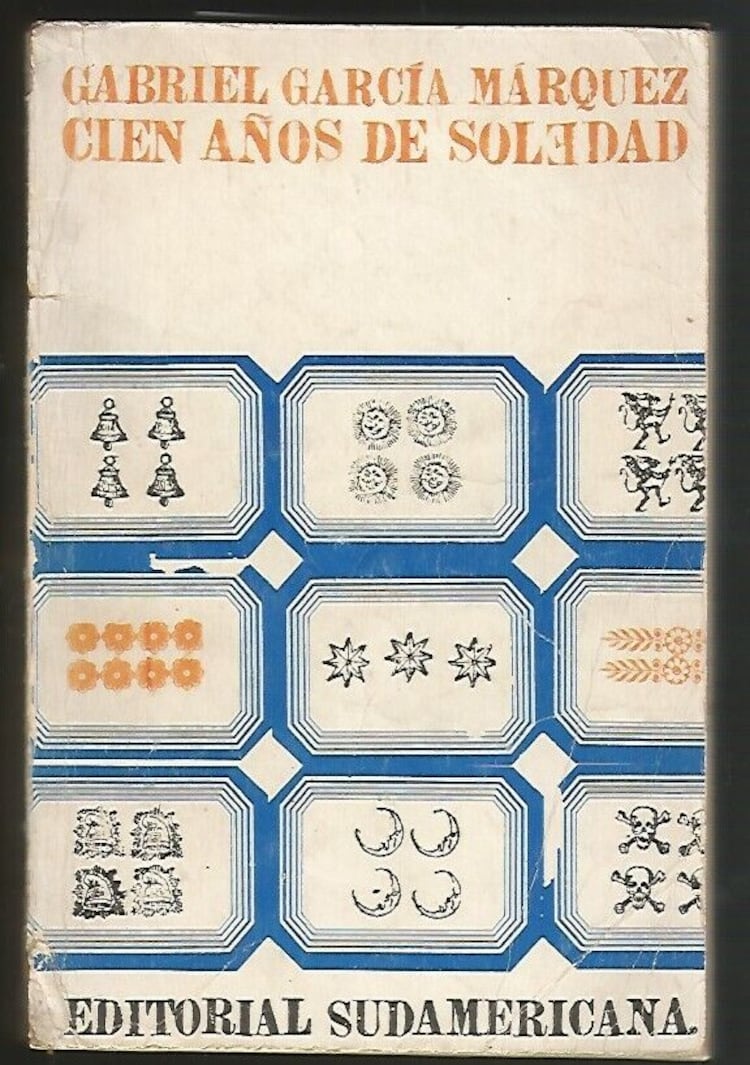 GABRIEL GARCÍA MÁRQUEZ
CIEN AÑOS DE SOLƎDAD
EDITORIAL SUDAMERICANA